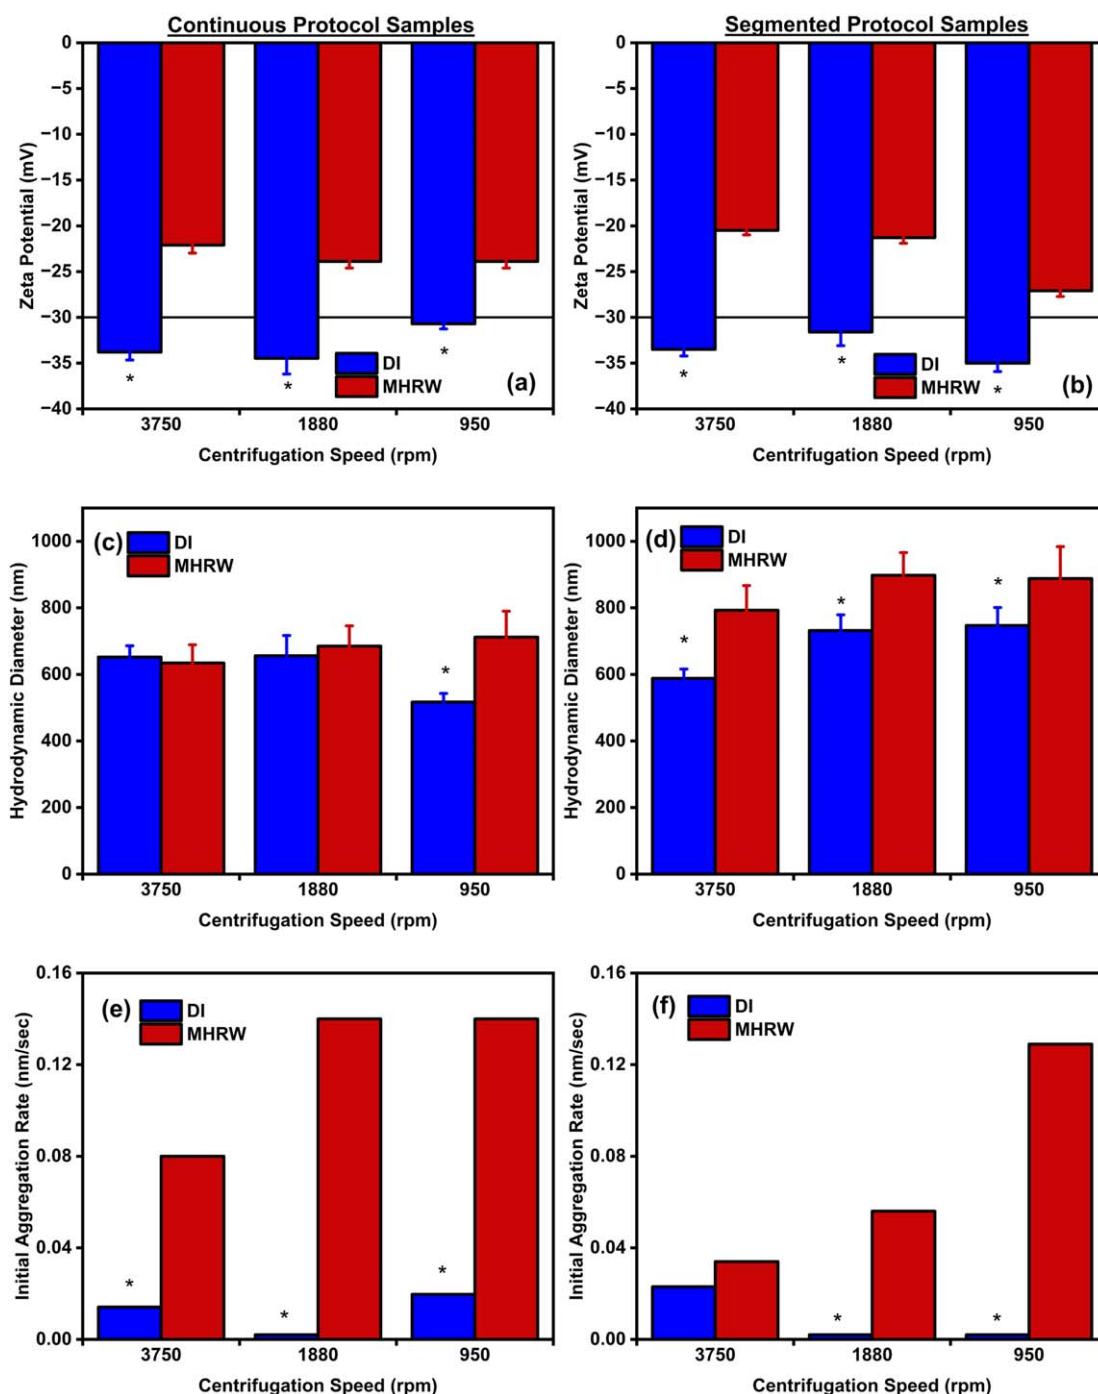 Continuous Protocol Samples
0
−5
−10
−15
−20
−25
−30
−35
−40
Zeta Potential (mV)
*
*
*
DI
MHRW
(a)
3750
1880
950
Centrifugation Speed (rpm)
Segmented Protocol Samples
0
−5
−10
−15
−20
−25
−30
−35
−40
Zeta Potential (mV)
*
*
*
DI
MHRW
(b)
3750
1880
950
Centrifugation Speed (rpm)
(c)
DI
MHRW
1000
800
600
400
200
0
Hydrodynamic Diameter (nm)
*
3750
1880
950
Centrifugation Speed (rpm)
(d)
DI
MHRW
1000
800
600
400
200
0
Hydrodynamic Diameter (nm)
*
*
*
3750
1880
950
Centrifugation Speed (rpm)
(e)
DI
MHRW
0.16
0.12
0.08
0.04
0.00
Initial Aggregation Rate (nm/sec)
*
*
*
3750
1880
950
Centrifugation Speed (rpm)
(f)
DI
MHRW
0.16
0.12
0.08
0.04
0.00
Initial Aggregation Rate (nm/sec)
*
*
3750
1880
950
Centrifugation Speed (rpm)